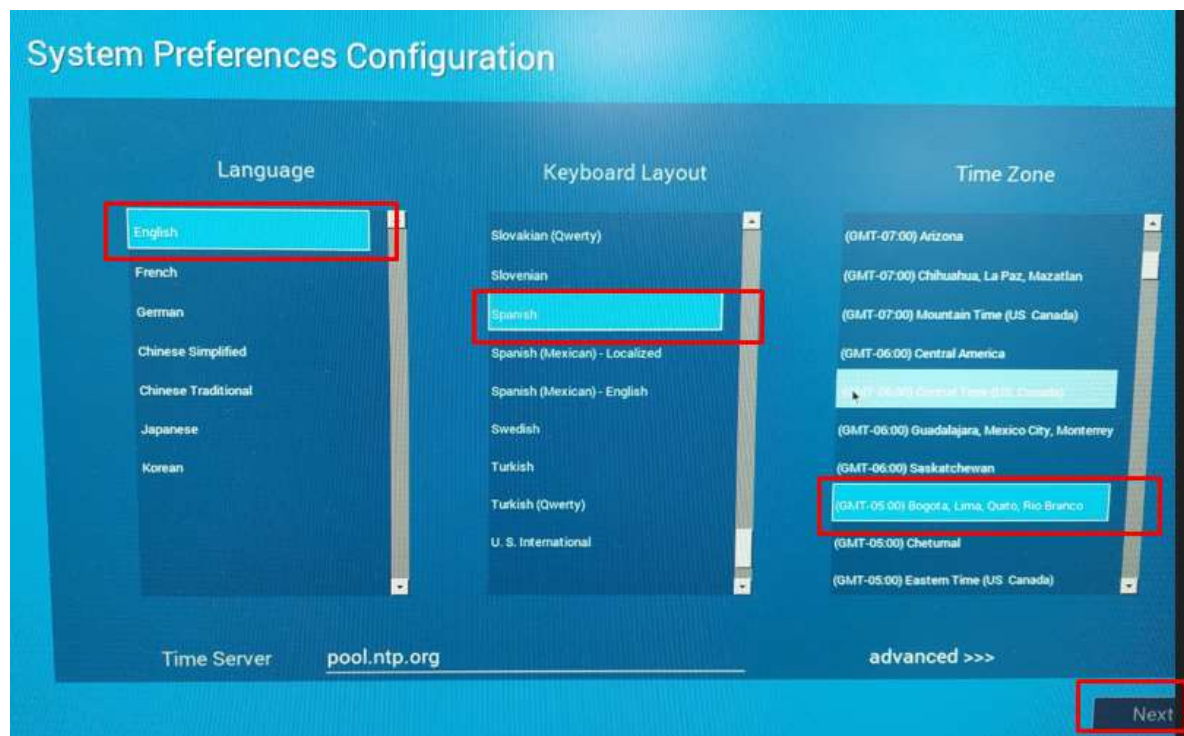 System Preferences Configuration
Language
English
French
German
Chinese Simplified
Chinese Traditional
Japanese
Korean
Keyboard Layout
Slovakian (Qwerty)
Slovenian
Spanish
Spanish (Mexican) - Localized
Spanish (Mexican) - English
Swedish
Turkish
Turkish (Qwerty)
U. S. International
Time Zone
(GMT-07:00) Arizona
(GMT-07:00) Chihuahua, La Paz, Mazatlan
(GMT-07:00) Mountain Time (US Canada)
(GMT-06:00) Central America
Central Time (US Canada)
(GMT-06:00) Guadalajara, Mexico City, Monterrey
(GMT-06:00) Saskatchewan
(GMT-05:00) Bogota, Lima, Quito, Rio Branco
(GMT-05:00) Chetumal
(GMT-05:00) Eastern Time (US Canada)
Time Server pool.ntp.org
advanced >>>
Next